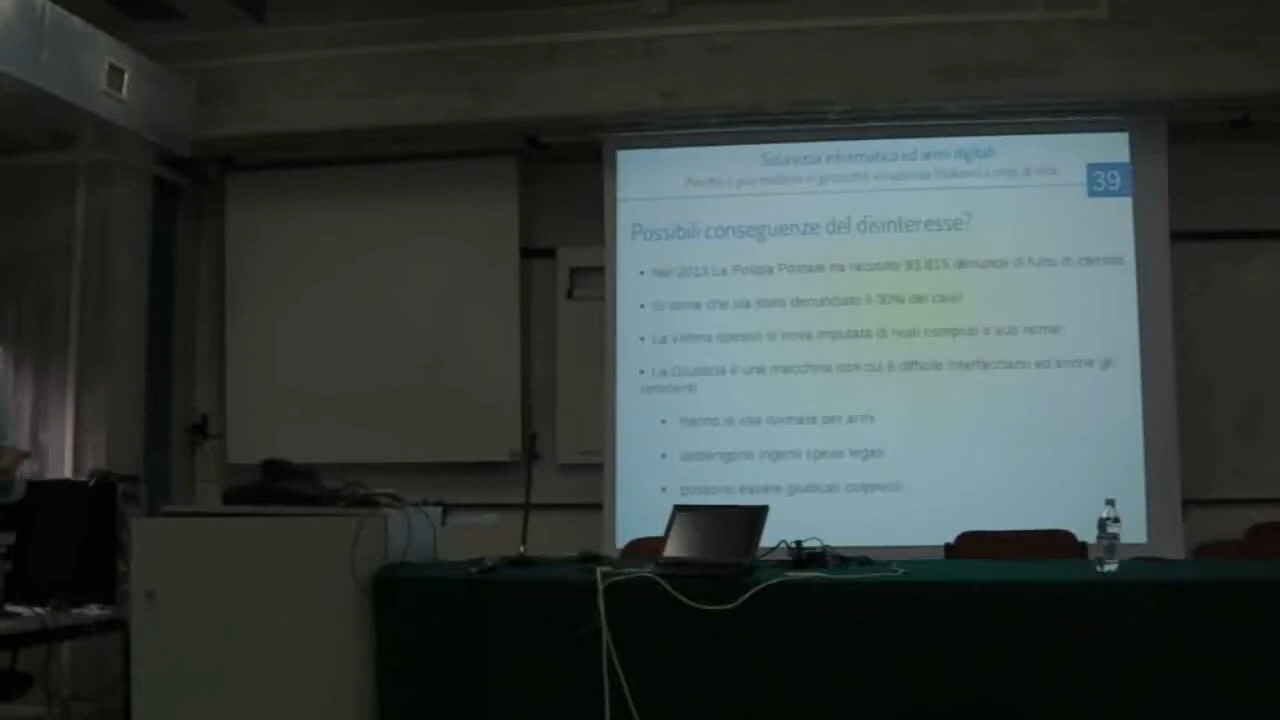 Sicurezza informatica ed armi digitali
39
Possibili conseguenze del disinteresse?
• Nel 2013 La Polizia Postale ha raccolto 93.615 denunce di furto di identità
• Si stima che sia stato denunciato il 30% dei casi!
• La vittima spesso si trova imputata di reati compiuti a suo nome!
• La Giustizia è una macchina con cui è difficile interfacciarsi ed anche gli
innocenti
• hanno la vita rovinata per anni
• sostengono ingenti spese legali
• possono essere giudicati colpevoli